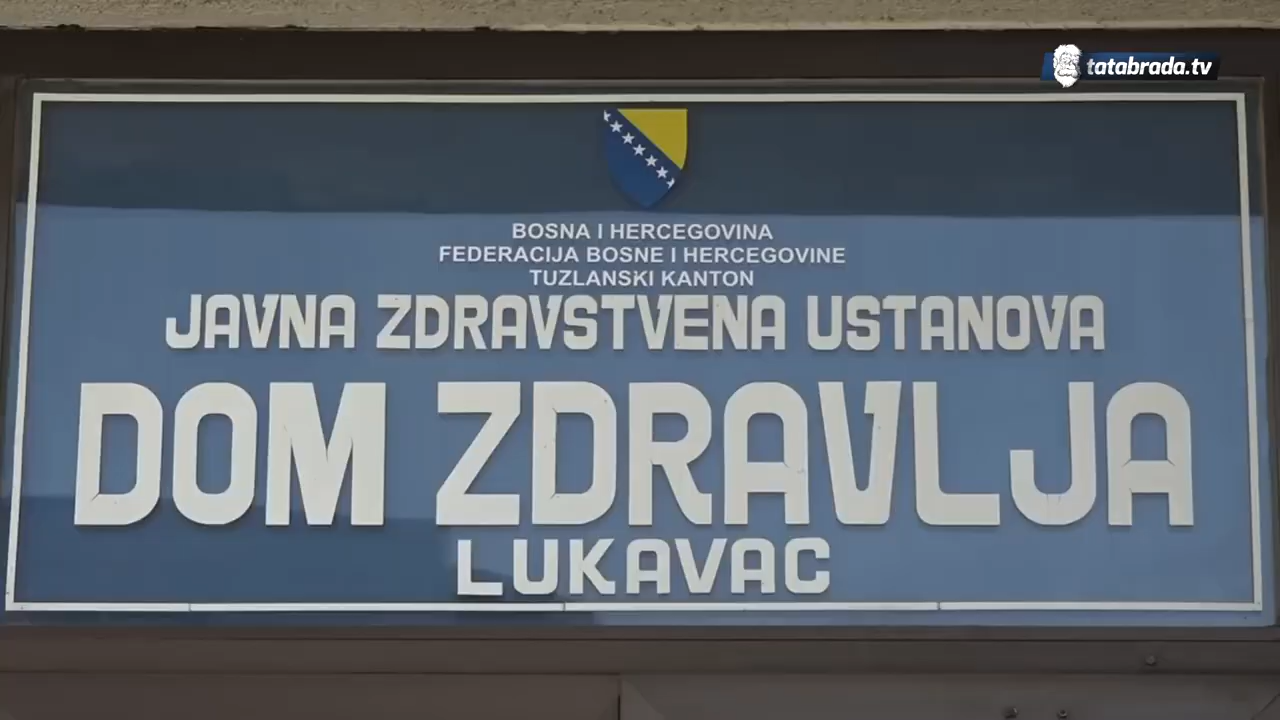 tatabrada.tv
BOSNA I HERCEGOVINA
FEDERACIJA BOSNE I HERCEGOVINE
TUZLANSKI KANTON
JAVNA ZDRAVSTVENA USTANOVA
DOM ZDRAVLJA
LUKAVAC